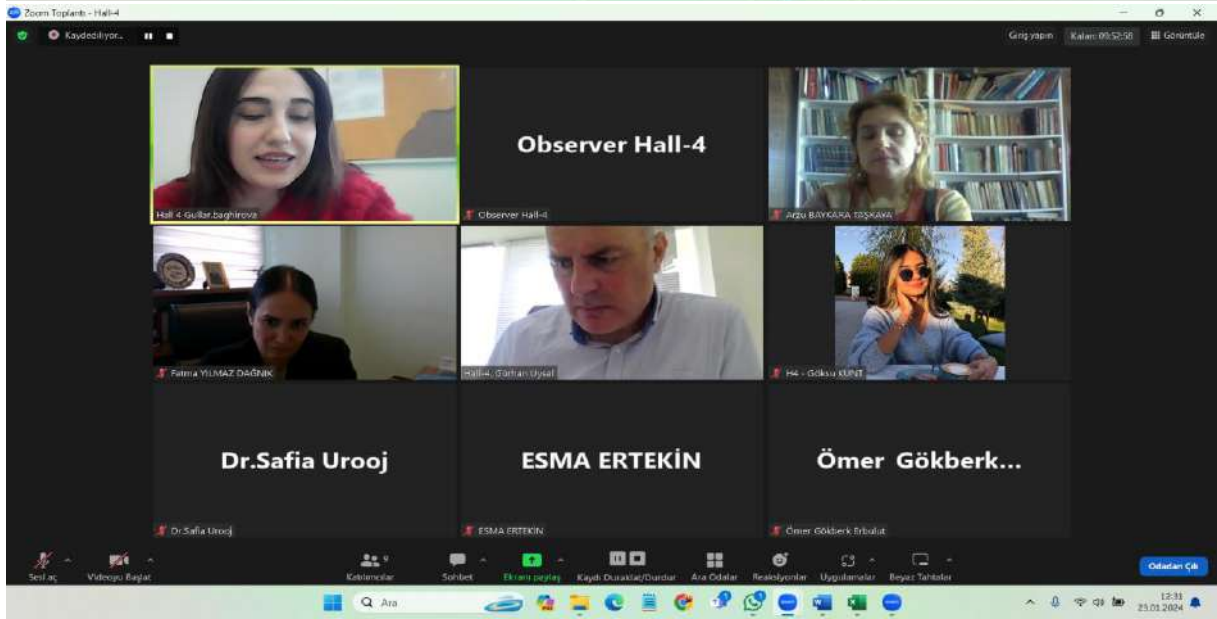 Zoom Toplantı - Hall-4
Kaydediliyor...
Giriş yapın
Kalan: 09:52:58
Görüntüle
Hall 4 Gullar.baghirova
Observer Hall-4
Observer Hall-4
Arzu BAYKARA TAŞKAYA
Fatma YILMAZ DAĞNIK
Hall-4, Gürhan Uysal
H4 - Göksu KUNT
Dr.Safia Urooj
Dr.Safia Urooj
ESMA ERTEKİN
ESMA ERTEKİN
Ömer Gökberk...
Ömer Gökberk Erbulut
Sesi aç
Videoyu Başlat
9
Katılımcılar
Sohbet
Ekranı paylaş
Kaydı Duraklat/Durdur
Ara Odalar
Reaksiyonlar
Uygulamalar
Beyaz Tahtalar
Odadan Çık
Ara
12:31
23.01.2024